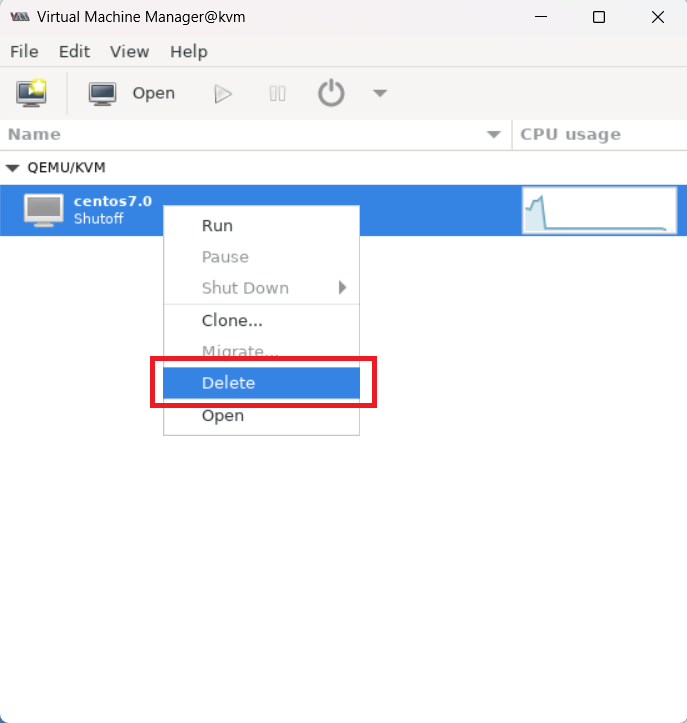 Virtual Machine Manager@kvm
File Edit View Help
Open
Name CPU usage
QEMU/KVM
centos7.0
Shutoff
Run
Pause
Shut Down
Clone...
Migrate...
Delete
Open